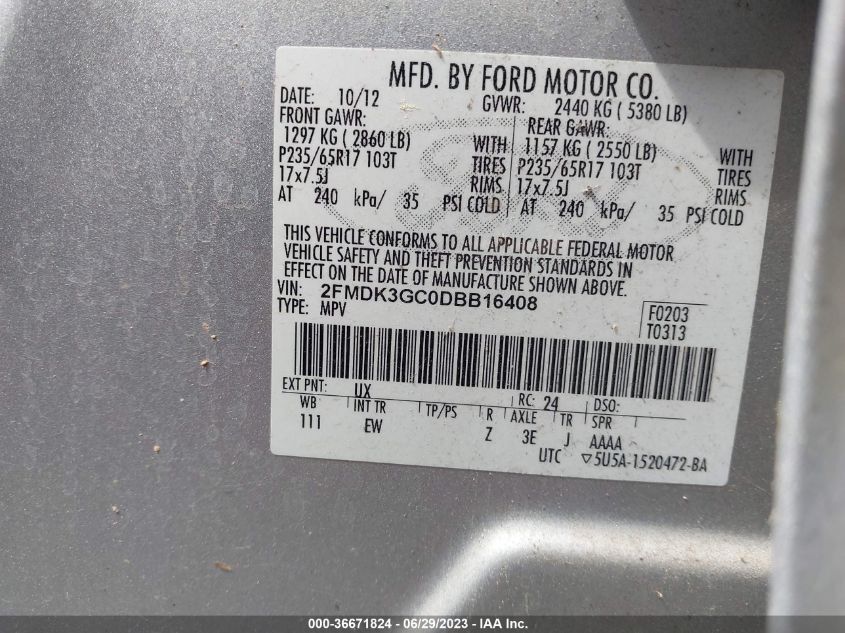 MFD. BY FORD MOTOR CO.
DATE: 10/12 GVWR: 2440 KG ( 5380 LB)
FRONT GAWR: REAR GAWR:
1297 KG ( 2860 LB) WITH 1157 KG ( 2550 LB) WITH
P235/65R17 103T TIRES P235/65R17 103T TIRES
17x7.5J RIMS 17x7.5J RIMS
AT 240 kPa/ 35 PSI COLD AT 240 kPa/ 35 PSI COLD
THIS VEHICLE CONFORMS TO ALL APPLICABLE FEDERAL MOTOR
VEHICLE SAFETY AND THEFT PREVENTION STANDARDS IN
EFFECT ON THE DATE OF MANUFACTURE SHOWN ABOVE.
VIN: 2FMDK3GC0DBB16408
TYPE: MPV
F0203
T0313
EXT PNT: UX RC: 24 DSO:
WB INT TR TP/PS R AXLE TR SPR
111 EW Z 3E J AAAA
UTC ▽5U5A-1520472-BA
000-36671824 - 06/29/2023 - IAA Inc.